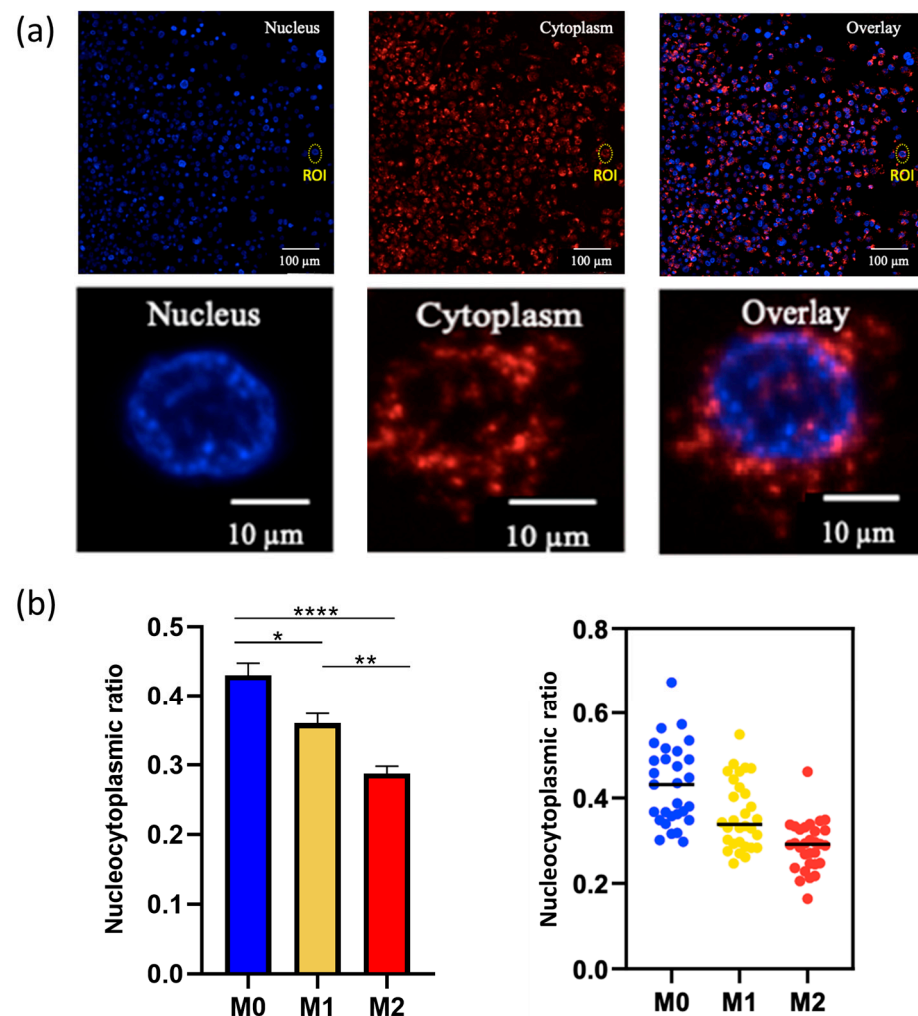 (a)
Nucleus
Cytoplasm
Overlay
ROI
ROI
ROI
100 µm
100 µm
100 µm
Nucleus
Cytoplasm
Overlay
10 µm
10 µm
10 µm
(b)
Nucleocytoplasmic ratio
0.5
0.4
0.3
0.2
0.1
0.0
****
*
**
M0
M1
M2
Nucleocytoplasmic ratio
0.8
0.6
0.4
0.2
0.0
M0
M1
M2